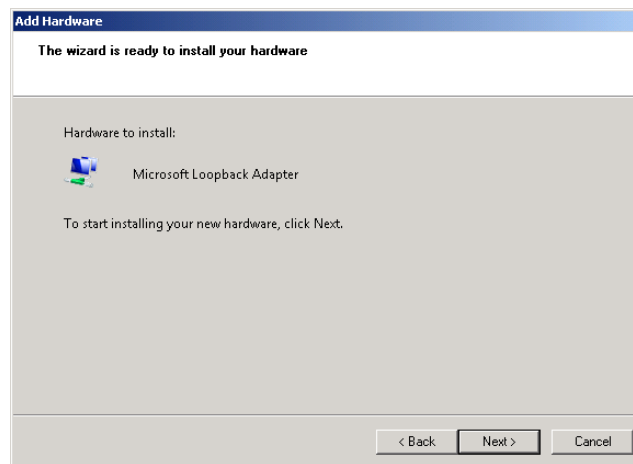 Add Hardware
The wizard is ready to install your hardware
Hardware to install:
Microsoft Loopback Adapter
To start installing your new hardware, click Next.
< Back Next > Cancel